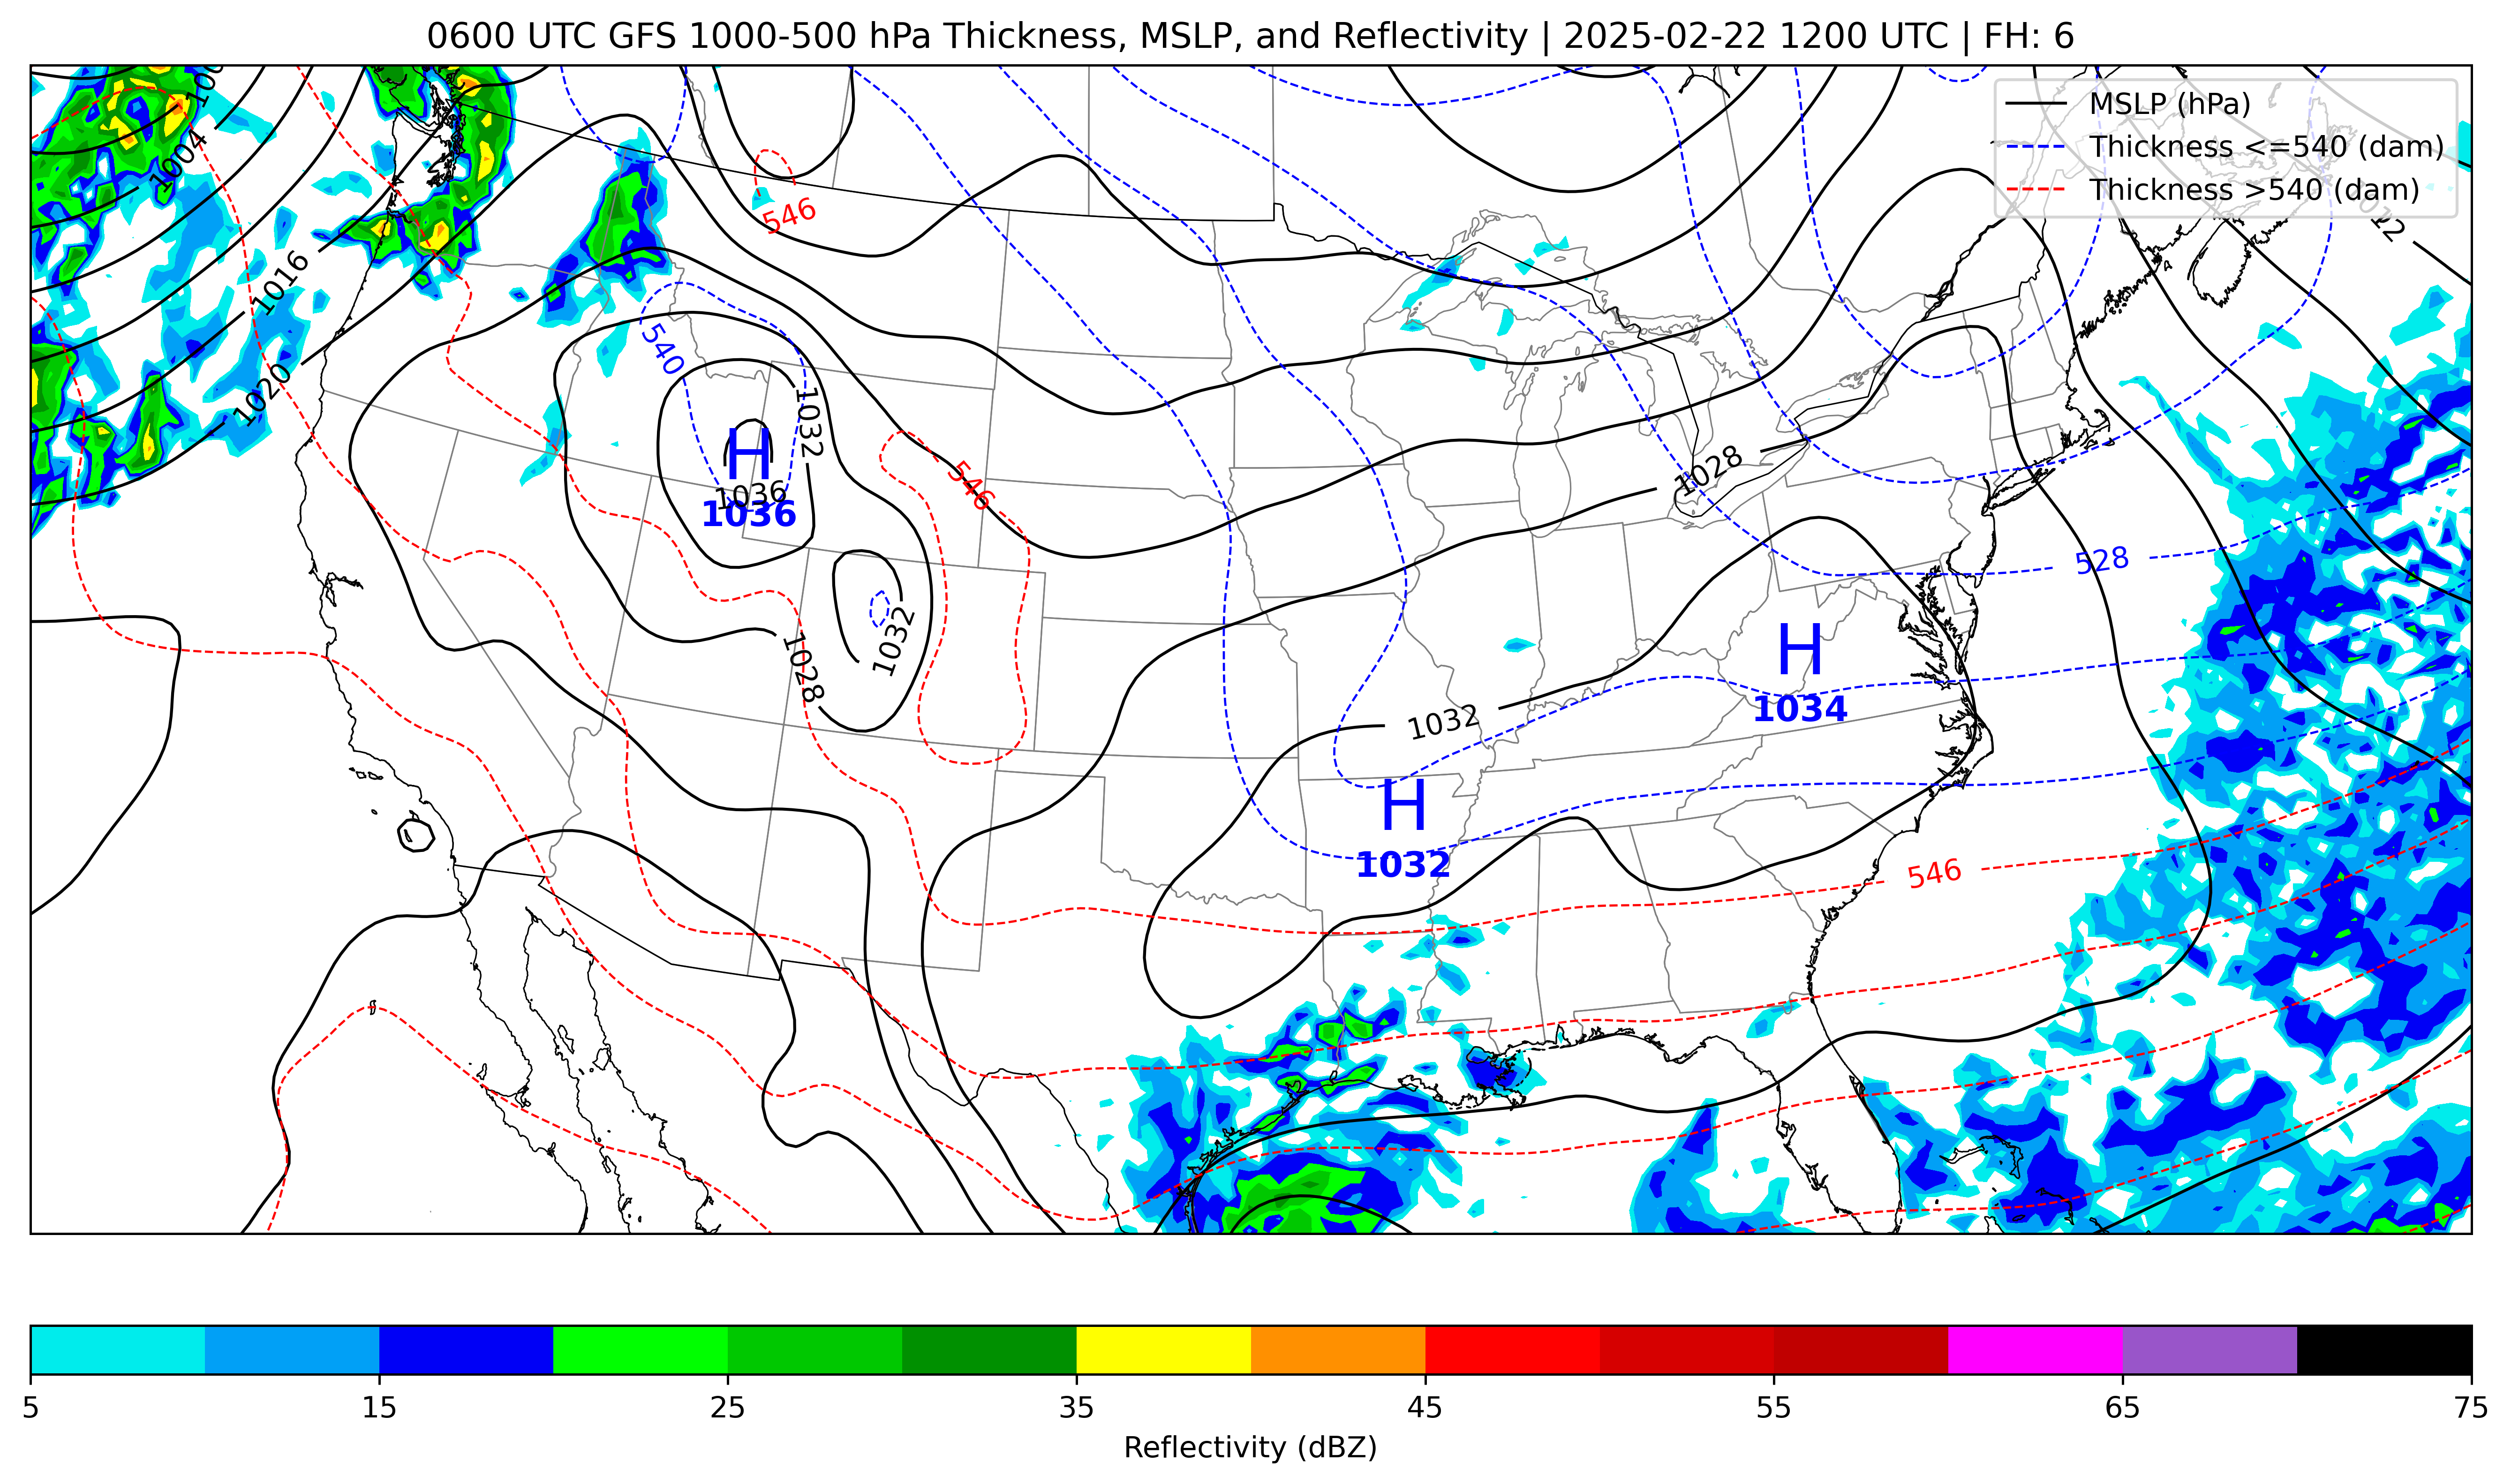 0600 UTC GFS 1000-500 hPa Thickness, MSLP, and Reflectivity | 2025-02-22 1200 UTC | FH: 6
MSLP (hPa)
Thickness <=540 (dam)
Thickness >540 (dam)
1004
1012
546
1016
540
1020
1032
546
1028
H
1036
1036
528
1032
1028
H
1034
1032
H
1032
546
5 15 25 35 45 55 65 75
Reflectivity (dBZ)